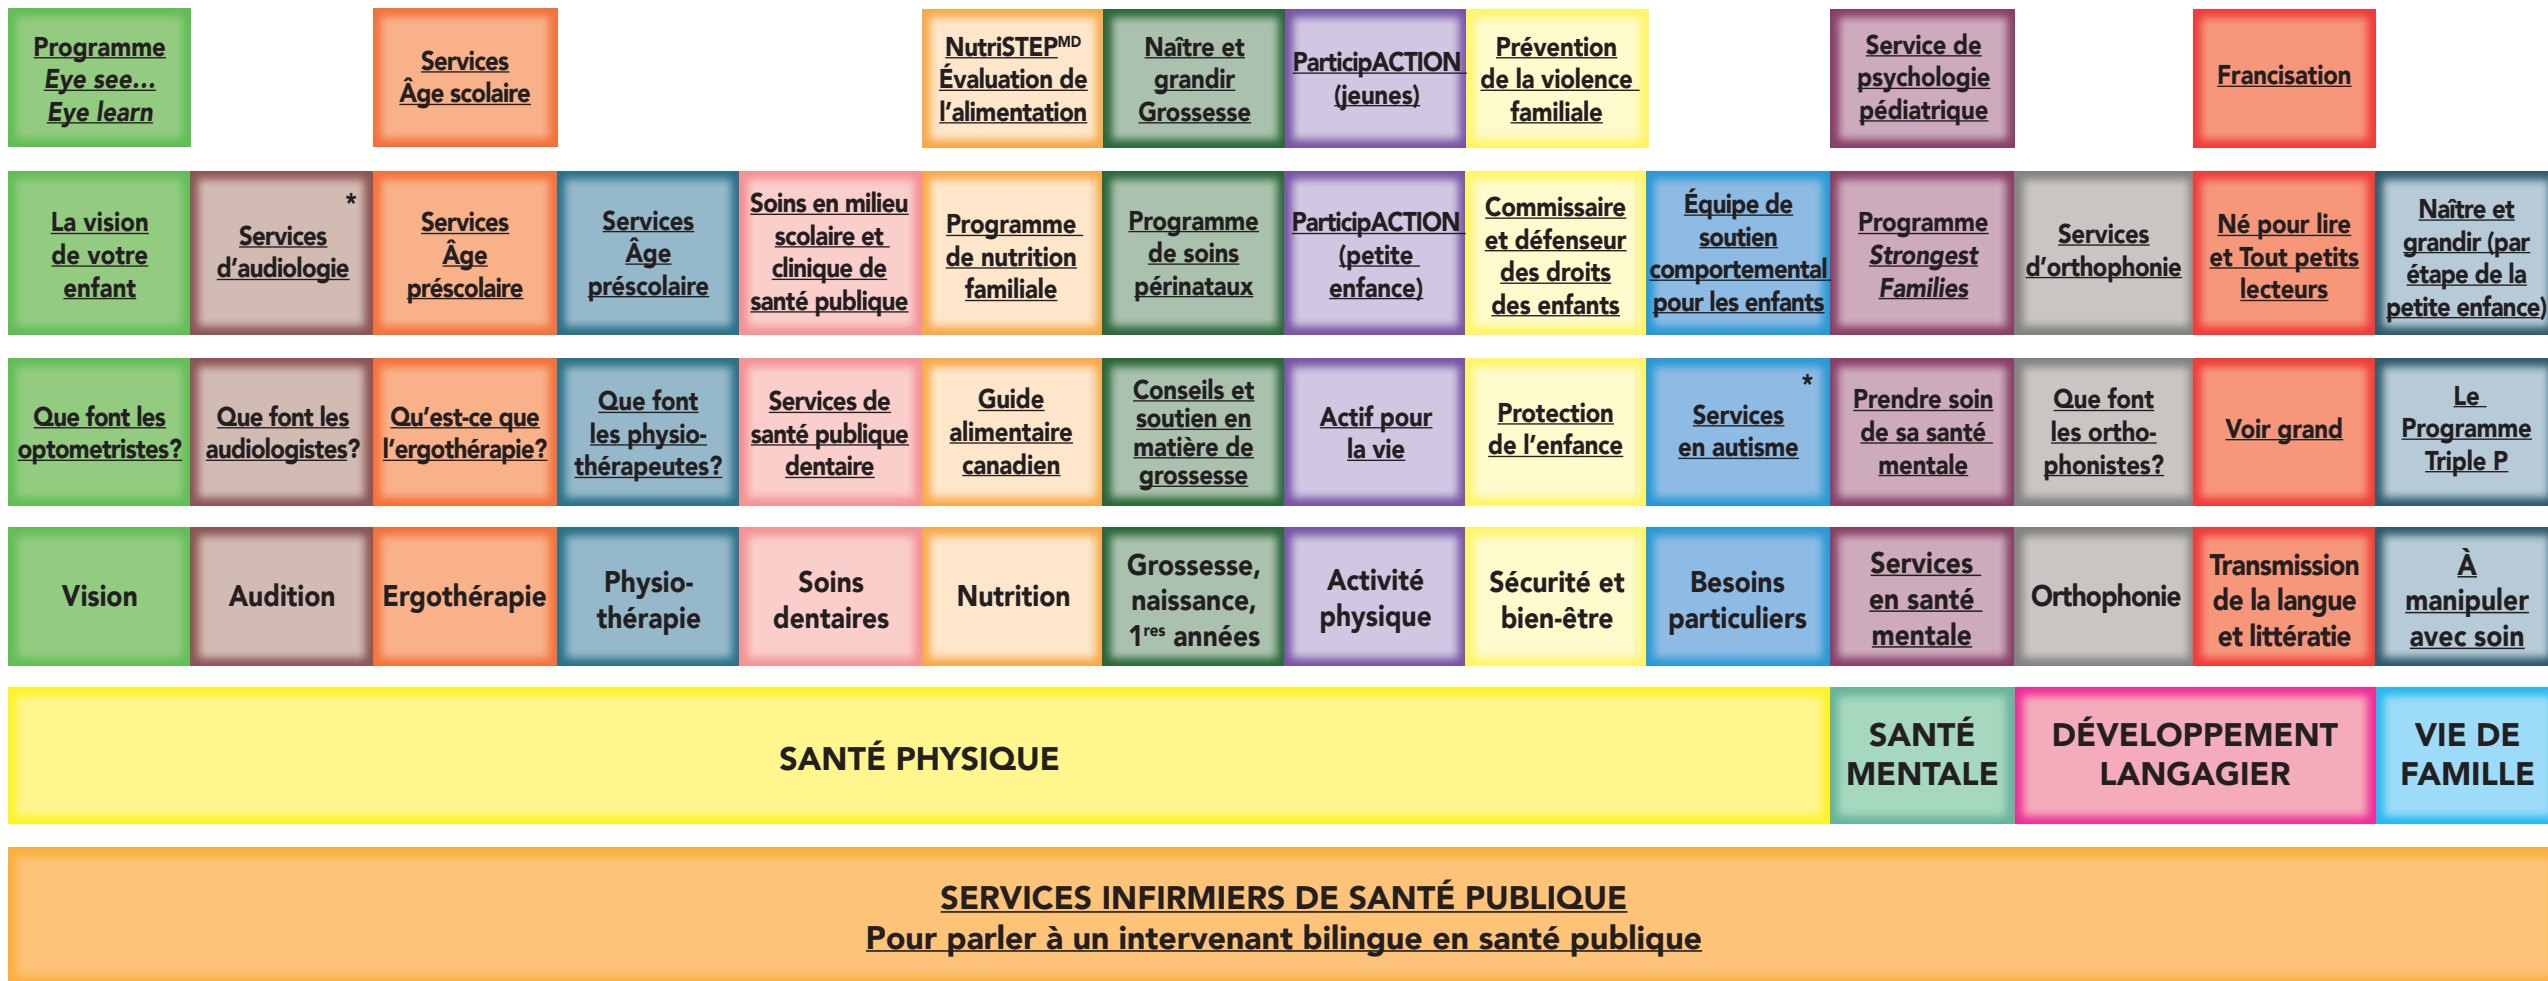 Programme
Eye see...
Eye learn
Services
Âge scolaire
NutriSTEPMD
Évaluation de
l'alimentation
Naître et
grandir
Grossesse
ParticipACTION
(jeunes)
Prévention
de la violence
familiale
Service de
psychologie
pédiatrique
Francisation
La vision
de votre
enfant
*
Services
d'audiologie
Services
Âge
préscolaire
Services
Âge
préscolaire
Soins en milieu
scolaire et
clinique de
santé publique
Programme
de nutrition
familiale
Programme
de soins
périnataux
ParticipACTION
(petite
enfance)
Commissaire
et défenseur
des droits
des enfants
Équipe de
soutien
comportemental
pour les enfants
Programme
Strongest
Families
Services
d'orthophonie
Né pour lire
et Tout petits
lecteurs
Naître et
grandir (par
étape de la
petite enfance)
Que font les
optometristes?
Que font les
audiologistes?
Qu'est-ce que
l'ergothérapie?
Que font
les physio-
thérapeutes?
Services de
santé publique
dentaire
Guide
alimentaire
canadien
Conseils et
soutien en
matière de
grossesse
Actif pour
la vie
Protection
de l'enfance
*
Services
en autisme
Prendre soin
de sa santé
mentale
Que font
les ortho-
phonistes?
Voir grand
Le
Programme
Triple P
Vision
Audition
Ergothérapie
Physio-
thérapie
Soins
dentaires
Nutrition
Grossesse,
naissance,
1res années
Activité
physique
Sécurité et
bien-être
Besoins
particuliers
Services
en santé
mentale
Orthophonie
Transmission
de la langue
et littératie
À
manipuler
avec soin
SANTÉ PHYSIQUE
SANTÉ
MENTALE
DÉVELOPPEMENT
LANGAGIER
VIE DE
FAMILLE
SERVICES INFIRMIERS DE SANTÉ PUBLIQUE
Pour parler à un intervenant bilingue en santé publique